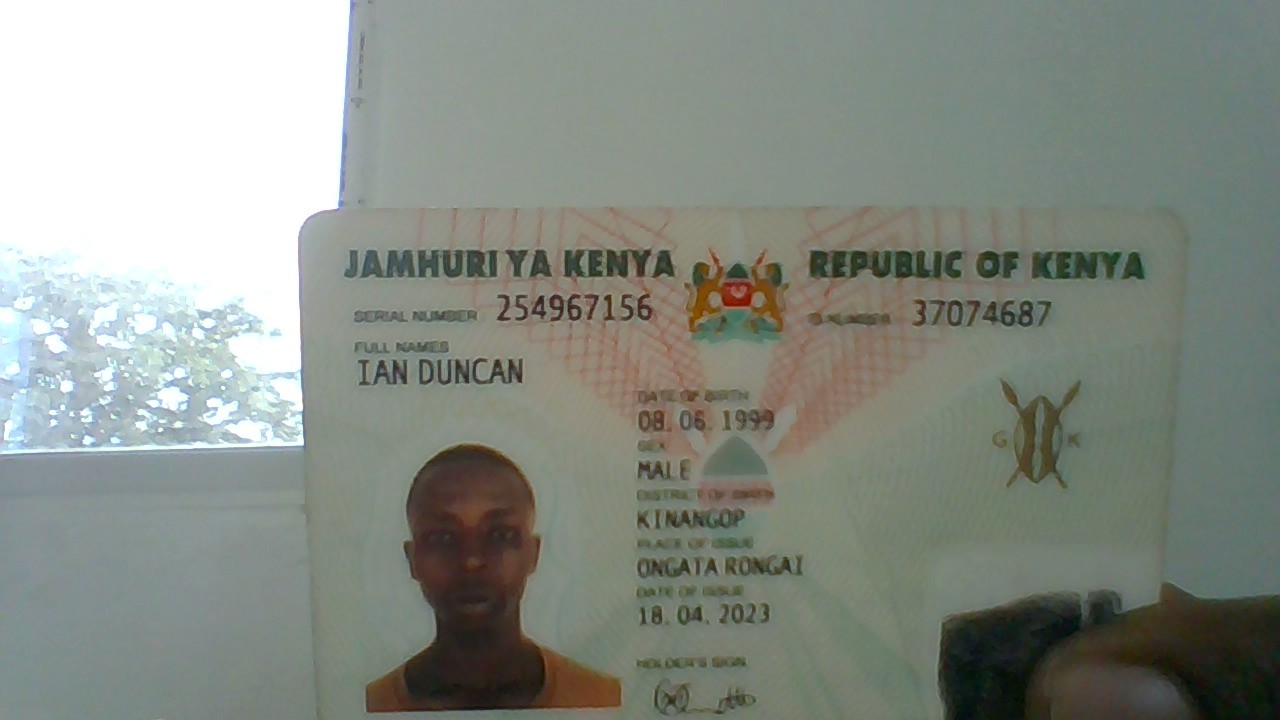 JAMHURI YA KENYA REPUBLIC OF KENYA
SERIAL NUMBER 254967156 ID NUMBER 37074687
FULL NAMES
IAN DUNCAN
DATE OF BIRTH
08. 06. 1999
SEX
MALE
DISTRICT OF BIRTH
KINANGOP
PLACE OF ISSUE
ONGATA RONGAI
DATE OF ISSUE
18. 04. 2023
HOLDER'S SIGN.
G K